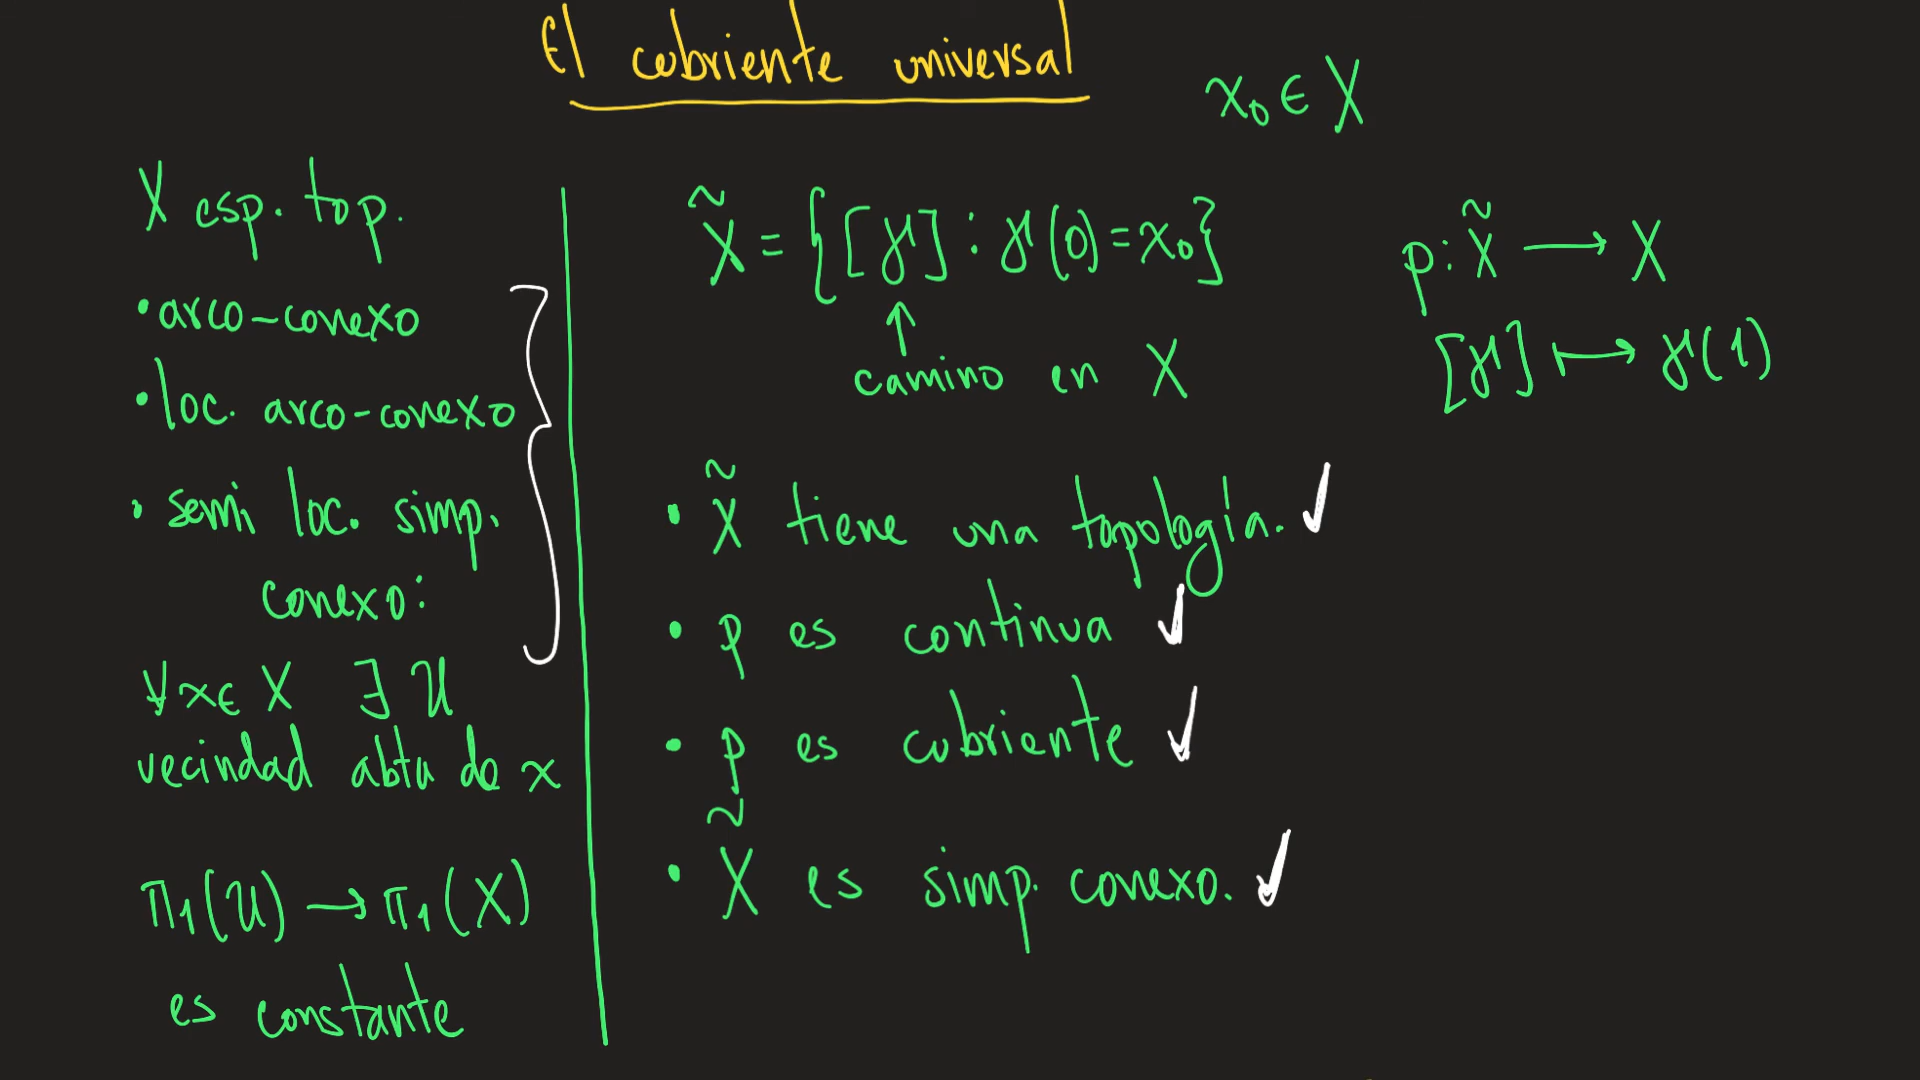 El cubriente universal
x₀ ∈ X
X esp. top.
• arco-conexo
• loc. arco-conexo
• semi loc. simp.
conexo:
∀ x ∈ X ∃ U
vecindad abta de x
π₁(U) → π₁(X)
es constante
X̃ = {[γ] : γ(0) = x₀}
↑
camino en X
p: X̃ → X
[γ] ↦ γ(1)
• X̃ tiene una topología. ✓
• p es continua ✓
• p es cubriente ✓
• X̃ es simp. conexo. ✓